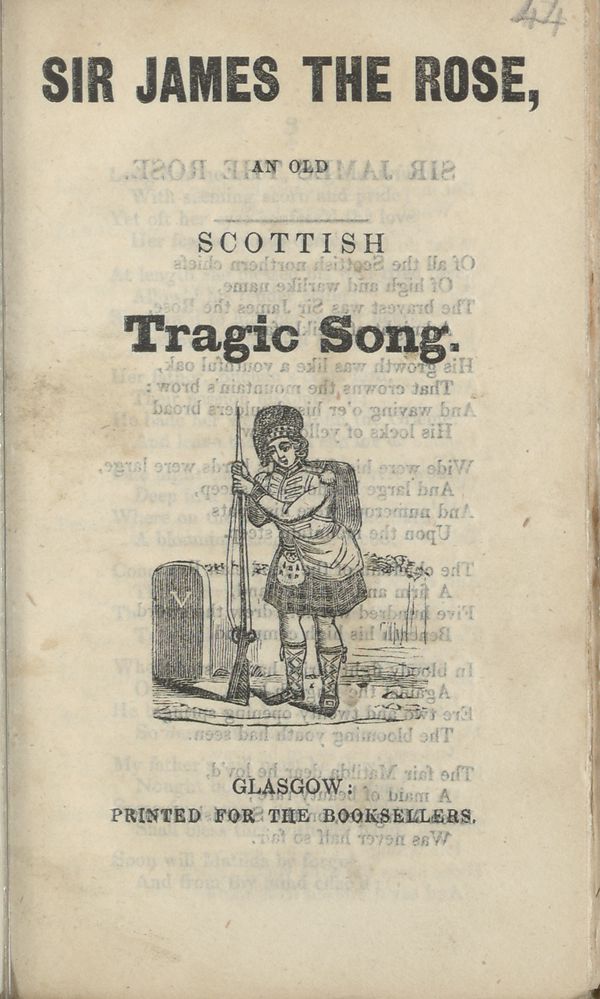 44
SIR JAMES THE ROSE,
AN OLD
SCOTTISH
Tragic Song.
V
GLASGOW:
PRINTED FOR THE BOOKSELLERS.